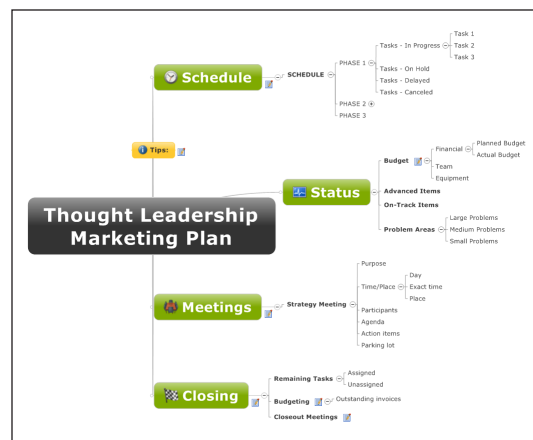 Schedule
SCHEDULE
PHASE 1
Tasks - In Progress
Task 1
Task 2
Task 3
Tasks - On Hold
Tasks - Delayed
Tasks - Canceled
PHASE 2
PHASE 3
Tips:
Thought Leadership
Marketing Plan
Status
Budget
Financial
Planned Budget
Actual Budget
Team
Equipment
Advanced Items
On-Track Items
Problem Areas
Large Problems
Medium Problems
Small Problems
Meetings
Strategy Meeting
Purpose
Time/Place
Day
Exact time
Place
Participants
Agenda
Action items
Parking lot
Closing
Remaining Tasks
Assigned
Unassigned
Budgeting
Outstanding invoices
Closeout Meetings